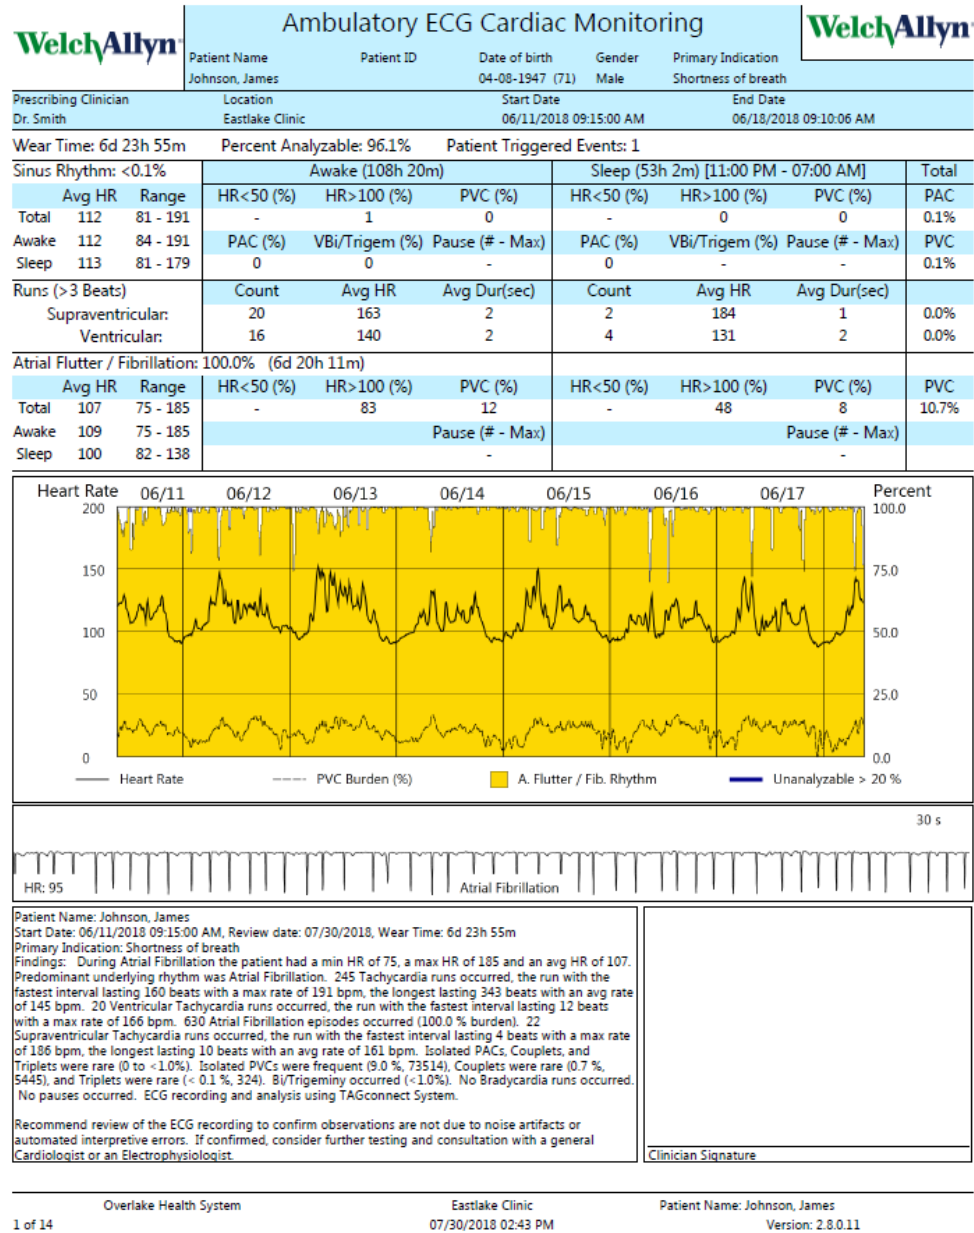 WelchAllyn
Ambulatory ECG Cardiac Monitoring
WelchAllyn
Patient Name Patient ID Date of birth Gender Primary Indication
Johnson, James 04-08-1947 (71) Male Shortness of breath
Prescribing Clinician Location Start Date End Date
Dr. Smith Eastlake Clinic 06/11/2018 09:15:00 AM 06/18/2018 09:10:06 AM
Wear Time: 6d 23h 55m Percent Analyzable: 96.1% Patient Triggered Events: 1
Sinus Rhythm: <0.1% Awake (108h 20m) Sleep (53h 2m) [11:00 PM - 07:00 AM] Total
Avg HR Range HR<50 (%) HR>100 (%) PVC (%) HR<50 (%) HR>100 (%) PVC (%) PAC
Total 112 81 - 191 - 1 0 - 0 0 0.1%
Awake 112 84 - 191 PAC (%) VBi/Trigem (%) Pause (# - Max) PAC (%) VBi/Trigem (%) Pause (# - Max) PVC
Sleep 113 81 - 179 0 0 - 0 - - 0.1%
Runs (>3 Beats) Count Avg HR Avg Dur(sec) Count Avg HR Avg Dur(sec)
Supraventricular: 20 163 2 2 184 1 0.0%
Ventricular: 16 140 2 4 131 2 0.0%
Atrial Flutter / Fibrillation: 100.0% (6d 20h 11m)
Avg HR Range HR<50 (%) HR>100 (%) PVC (%) HR<50 (%) HR>100 (%) PVC (%) PVC
Total 107 75 - 185 - 83 12 - 48 8 10.7%
Awake 109 75 - 185 Pause (# - Max) Pause (# - Max)
Sleep 100 82 - 138 - -
Heart Rate 06/11 06/12 06/13 06/14 06/15 06/16 06/17 Percent
200 100.0
150 75.0
100 50.0
50 25.0
0 0.0
Heart Rate PVC Burden (%) A. Flutter / Fib. Rhythm Unanalyzable > 20 %
30 s
HR: 95 Atrial Fibrillation
Patient Name: Johnson, James
Start Date: 06/11/2018 09:15:00 AM, Review date: 07/30/2018, Wear Time: 6d 23h 55m
Primary Indication: Shortness of breath
Findings: During Atrial Fibrillation the patient had a min HR of 75, a max HR of 185 and an avg HR of 107.
Predominant underlying rhythm was Atrial Fibrillation. 245 Tachycardia runs occurred, the run with the
fastest interval lasting 160 beats with a max rate of 191 bpm, the longest lasting 343 beats with an avg rate
of 145 bpm. 20 Ventricular Tachycardia runs occurred, the run with the fastest interval lasting 12 beats
with a max rate of 166 bpm. 630 Atrial Fibrillation episodes occurred (100.0 % burden). 22
Supraventricular Tachycardia runs occurred, the run with the fastest interval lasting 4 beats with a max rate
of 186 bpm, the longest lasting 10 beats with an avg rate of 161 bpm. Isolated PACs, Couplets, and
Triplets were rare (0 to <1.0%). Isolated PVCs were frequent (9.0 %, 73514), Couplets were rare (0.7 %,
5445), and Triplets were rare (< 0.1 %, 324). Bi/Trigeminy occurred (<1.0%). No Bradycardia runs occurred.
No pauses occurred. ECG recording and analysis using TAGconnect System.
Recommend review of the ECG recording to confirm observations are not due to noise artifacts or
automated interpretive errors. If confirmed, consider further testing and consultation with a general
Cardiologist or an Electrophysiologist.
Clinician Signature
Overlake Health System Eastlake Clinic Patient Name: Johnson, James
1 of 14 07/30/2018 02:43 PM Version: 2.8.0.11